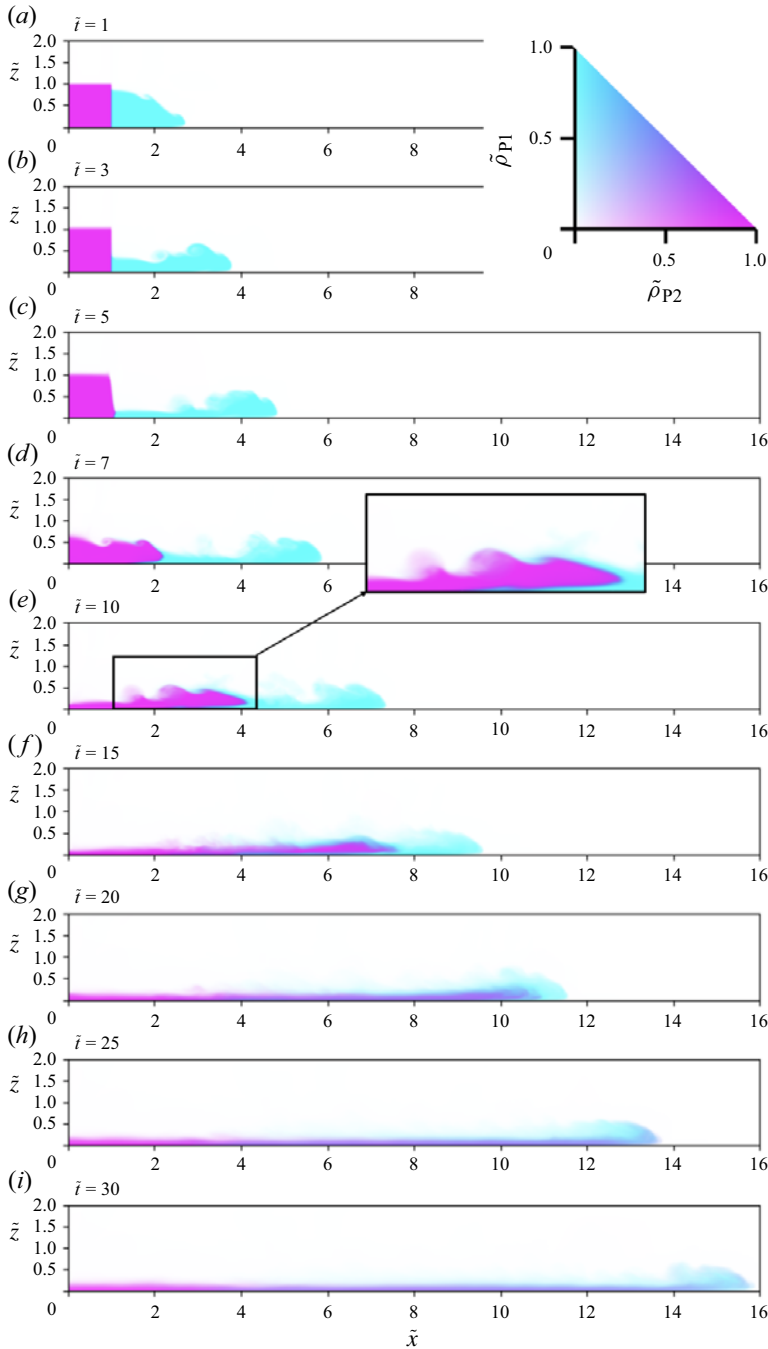 (a)
t̃ = 1
2.0
1.5
z̃ 1.0
0.5
0 2 4 6 8
1.0
ρ̃P1 0.5
0 0.5 1.0
ρ̃P2
(b)
t̃ = 3
2.0
1.5
z̃ 1.0
0.5
0 2 4 6 8
(c)
t̃ = 5
2.0
1.5
z̃ 1.0
0.5
0 2 4 6 8 10 12 14 16
(d)
t̃ = 7
2.0
1.5
z̃ 1.0
0.5
0 2 4 6 8 10 12 14 16
(e)
t̃ = 10
2.0
1.5
z̃ 1.0
0.5
0 2 4 6 8 10 12 14 16
(f)
t̃ = 15
2.0
1.5
z̃ 1.0
0.5
0 2 4 6 8 10 12 14 16
(g)
t̃ = 20
2.0
1.5
z̃ 1.0
0.5
0 2 4 6 8 10 12 14 16
(h)
t̃ = 25
2.0
1.5
z̃ 1.0
0.5
0 2 4 6 8 10 12 14 16
(i)
t̃ = 30
2.0
1.5
z̃ 1.0
0.5
0 2 4 6 8 10 12 14 16
x̃